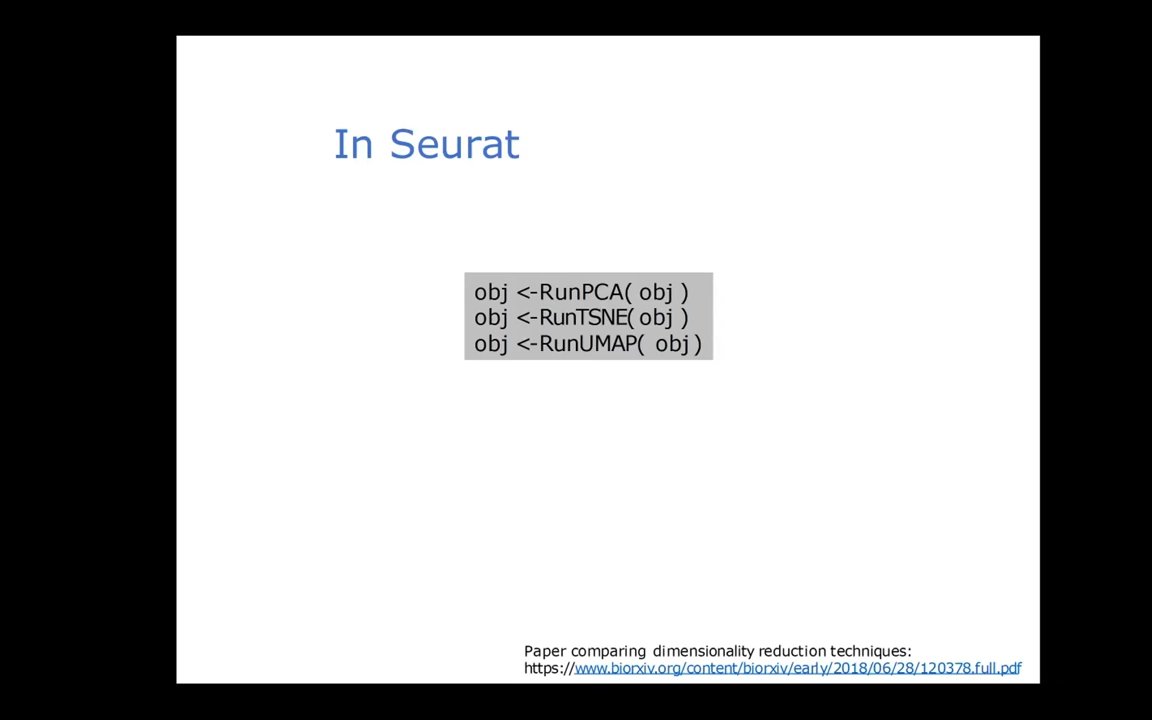 In Seurat
obj <-RunPCA( obj )
obj <-RunTSNE( obj )
obj <-RunUMAP( obj )
Paper comparing dimensionality reduction techniques:
https://www.biorxiv.org/content/biorxiv/early/2018/06/28/120378.full.pdf